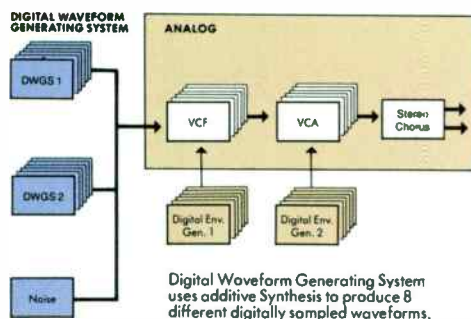 DIGITAL WAVEFORM
GENERATING SYSTEM
ANALOG
DWGS 1
VCF
VCA
Stereo
Chorus
DWGS 2
Digital Env.
Gen. 1
Digital Env.
Gen. 2
Noise
Digital Waveform Generating System
uses additive Synthesis to produce 8
different digitally sampled waveforms.